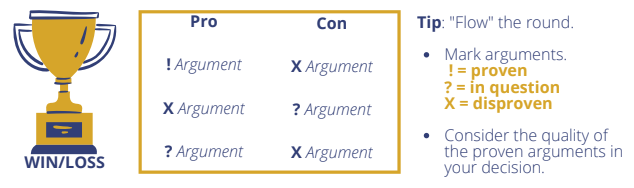 WIN/LOSS
Pro Con
! Argument X Argument
X Argument ? Argument
? Argument X Argument
Tip: "Flow" the round.
• Mark arguments.
! = proven
? = in question
X = disproven
• Consider the quality of
the proven arguments in
your decision.